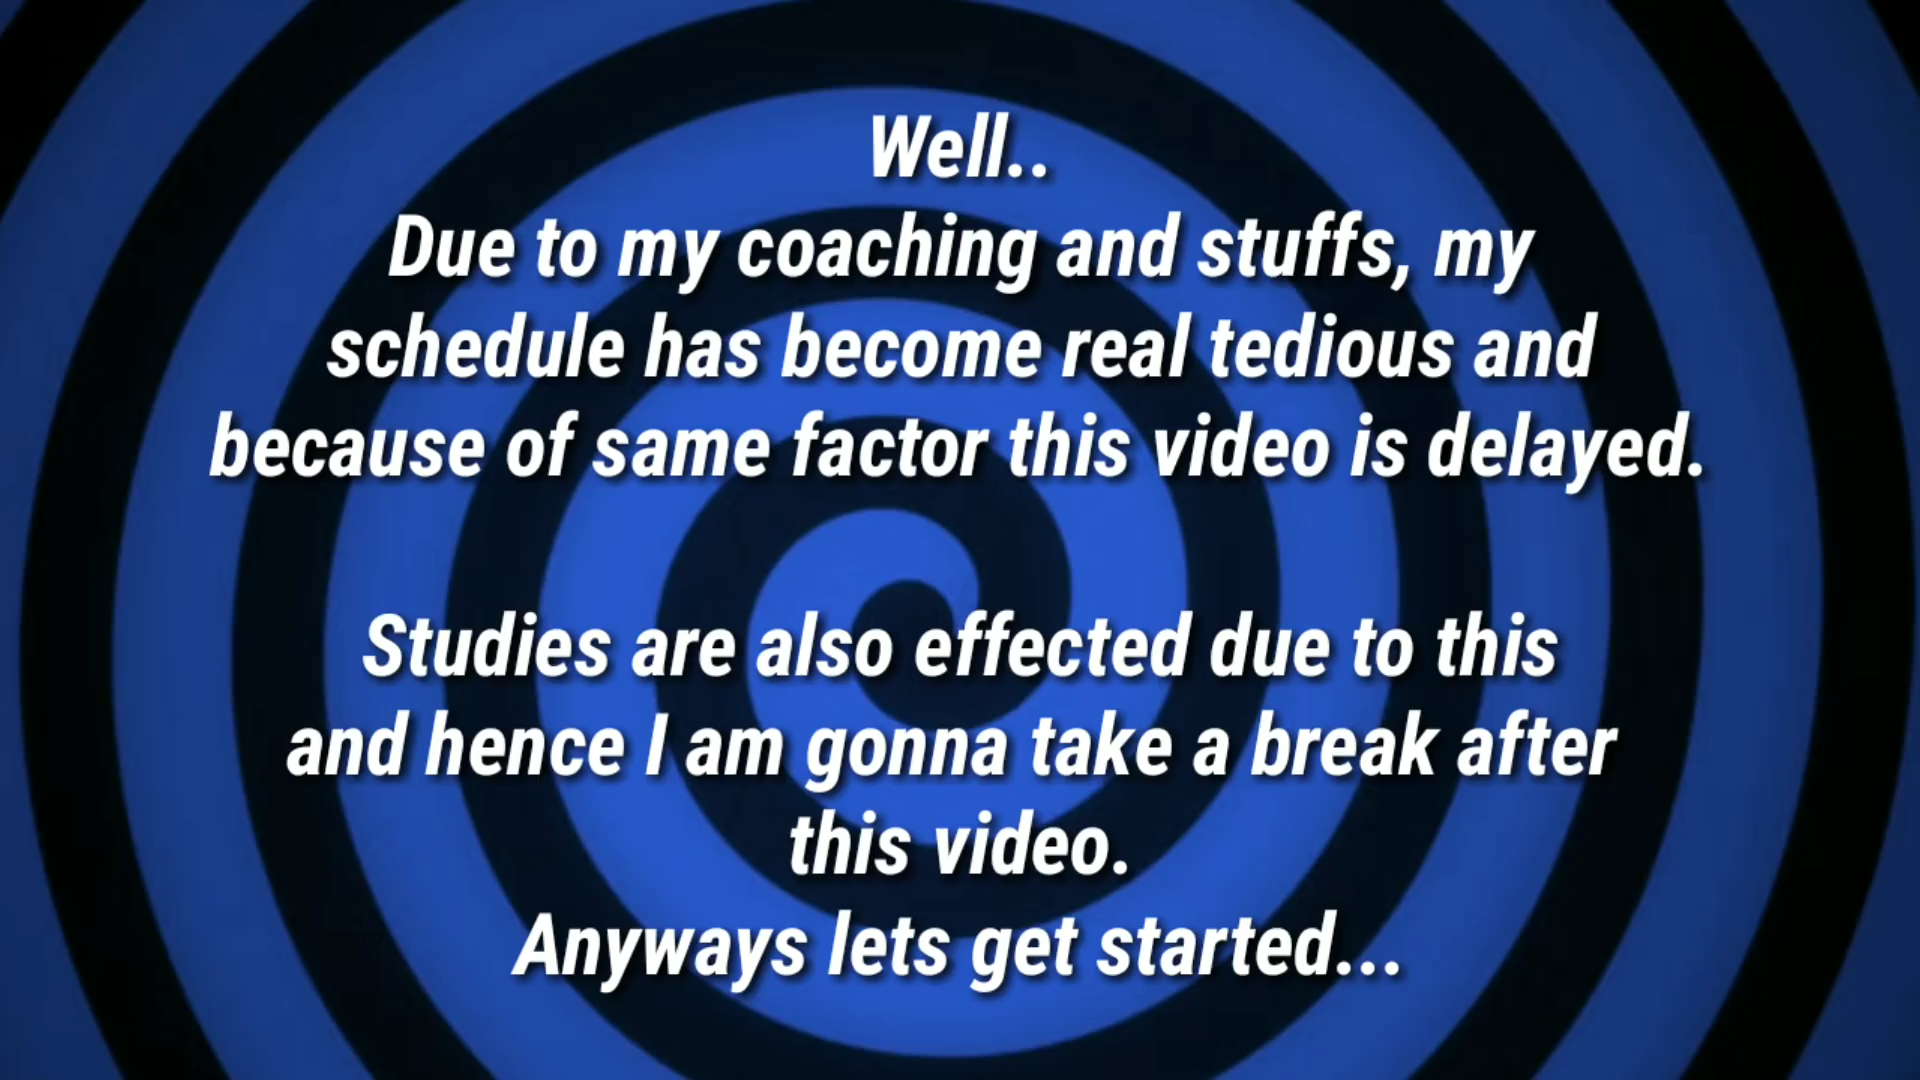 Well..
Due to my coaching and stuffs, my
schedule has become real tedious and
because of same factor this video is delayed.
Studies are also effected due to this
and hence I am gonna take a break after
this video.
Anyways lets get started...